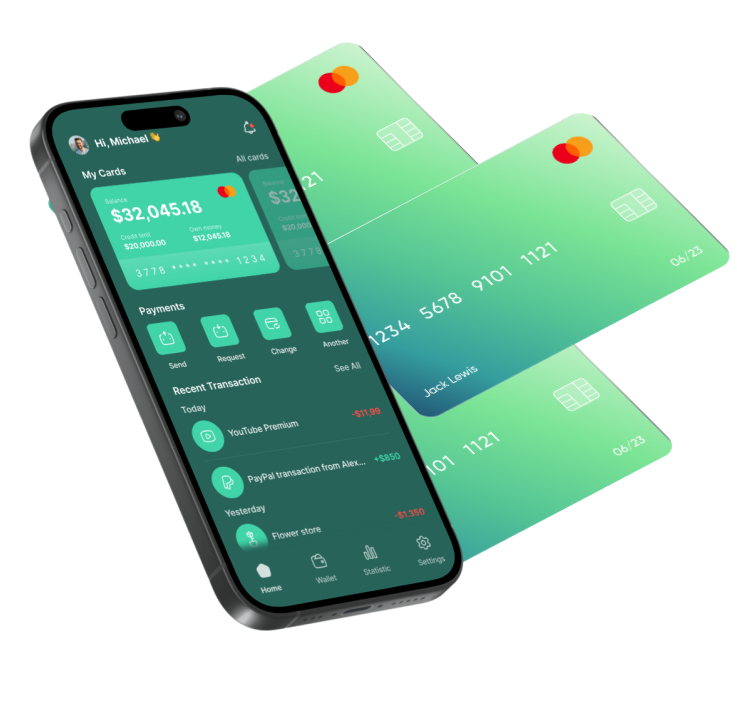 Hi, Michael👋
My Cards
All cards
Balance
$32,045.18
Credit limit
$20,000.00
Own money
$12,045.18
3778 **** **** 1234
Balance
$32
Credit limit
$20,000
3778
Payments
Send
Request
Change
Another
Recent Transaction
See All
Today
YouTube Premium
-$11,99
PayPal transaction from Alex...
+$850
Yesterday
Flower store
-$1.350
Home
Wallet
Statistic
Settings
21
1234 5678 9101 1121
06/23
Jack Lewis
101 1121
06/23